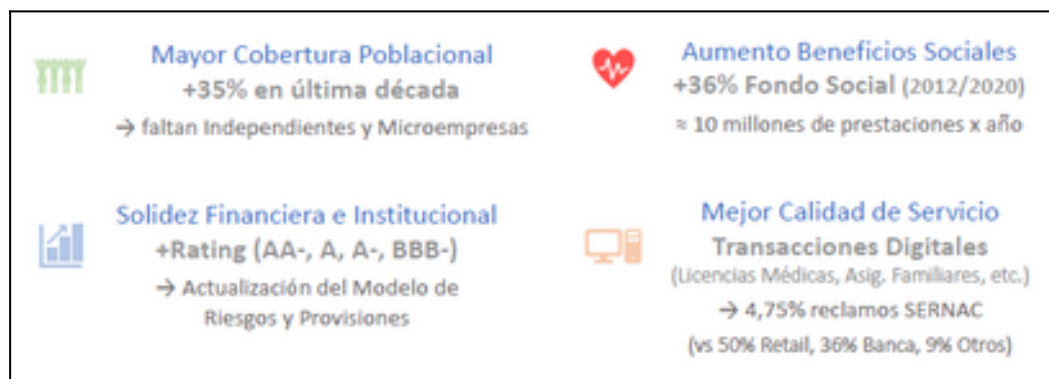 Mayor Cobertura Poblacional
+35% en última década
→ faltan Independientes y Microempresas
Aumento Beneficios Sociales
+36% Fondo Social (2012/2020)
≈ 10 millones de prestaciones x año
Solidez Financiera e Institucional
+Rating (AA-, A, A-, BBB-)
→ Actualización del Modelo de
Riesgos y Provisiones
Mejor Calidad de Servicio
Transacciones Digitales
(Licencias Médicas, Asig. Familiares, etc.)
→ 4,75% reclamos SERNAC
(vs 50% Retail, 36% Banca, 9% Otros)